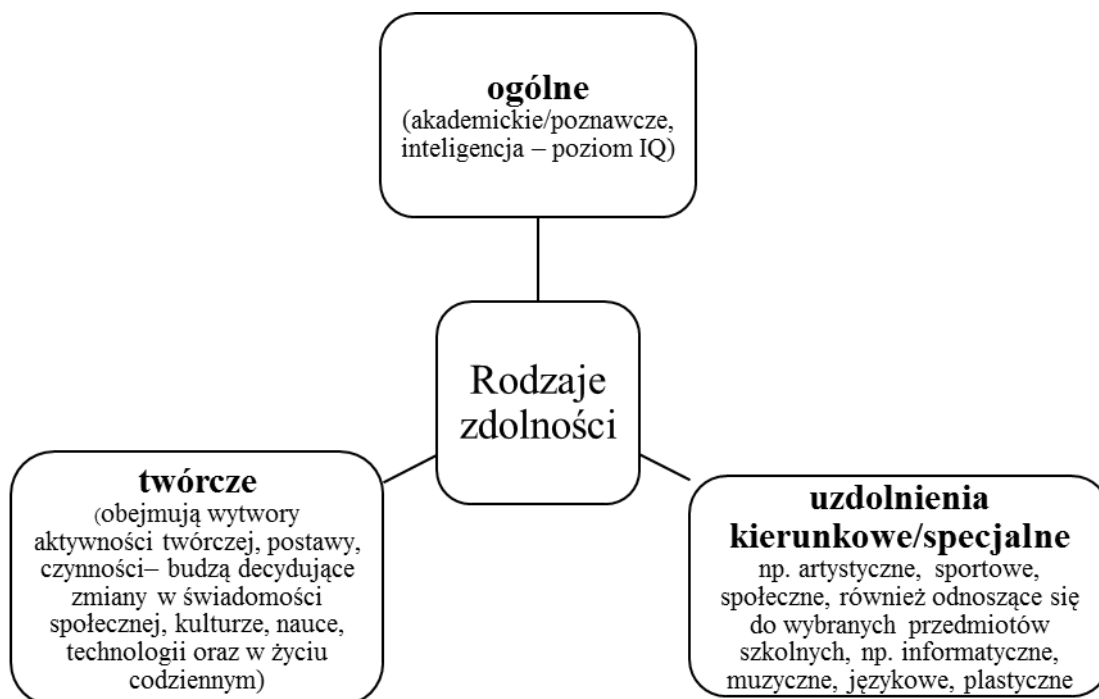 ogólne
(akademickie/poznawcze,
inteligencja – poziom IQ)
Rodzaje
zdolności
twórcze
(obejmują wytwory
aktywności twórczej, postawy,
czynności– budzą decydujące
zmiany w świadomości
społecznej, kulturze, nauce,
technologii oraz w życiu
codziennym)
uzdolnienia
kierunkowe/specjalne
np. artystyczne, sportowe,
społeczne, również odnoszące się
do wybranych przedmiotów
szkolnych, np. informatyczne,
muzyczne, językowe, plastyczne